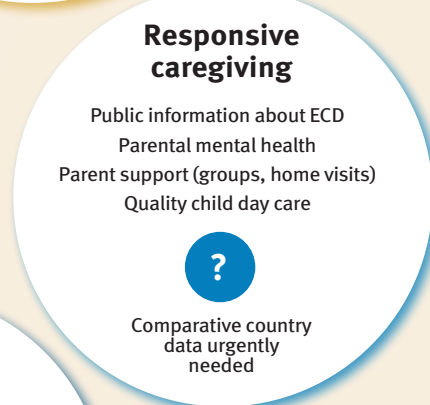 Responsive
caregiving
Public information about ECD
Parental mental health
Parent support (groups, home visits)
Quality child day care
?
Comparative country
data urgently
needed